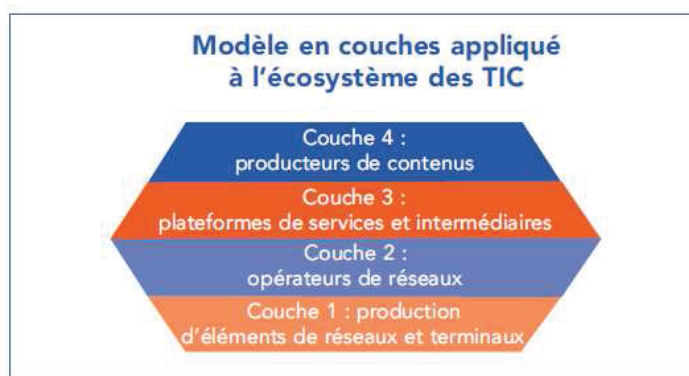 Modèle en couches appliqué
à l’écosystème des TIC
Couche 4 :
producteurs de contenus
Couche 3 :
plateformes de services et intermédiaires
Couche 2 :
opérateurs de réseaux
Couche 1 : production
d’éléments de réseaux et terminaux